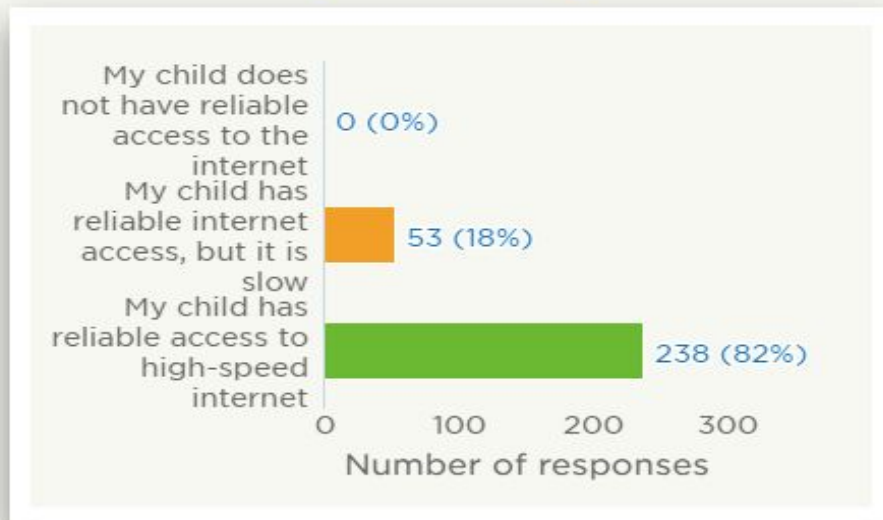 My child does
not have reliable
access to the
internet
0 (0%)
My child has
reliable internet
access, but it is
slow
53 (18%)
My child has
reliable access to
high-speed
internet
238 (82%)
0 100 200 300
Number of responses